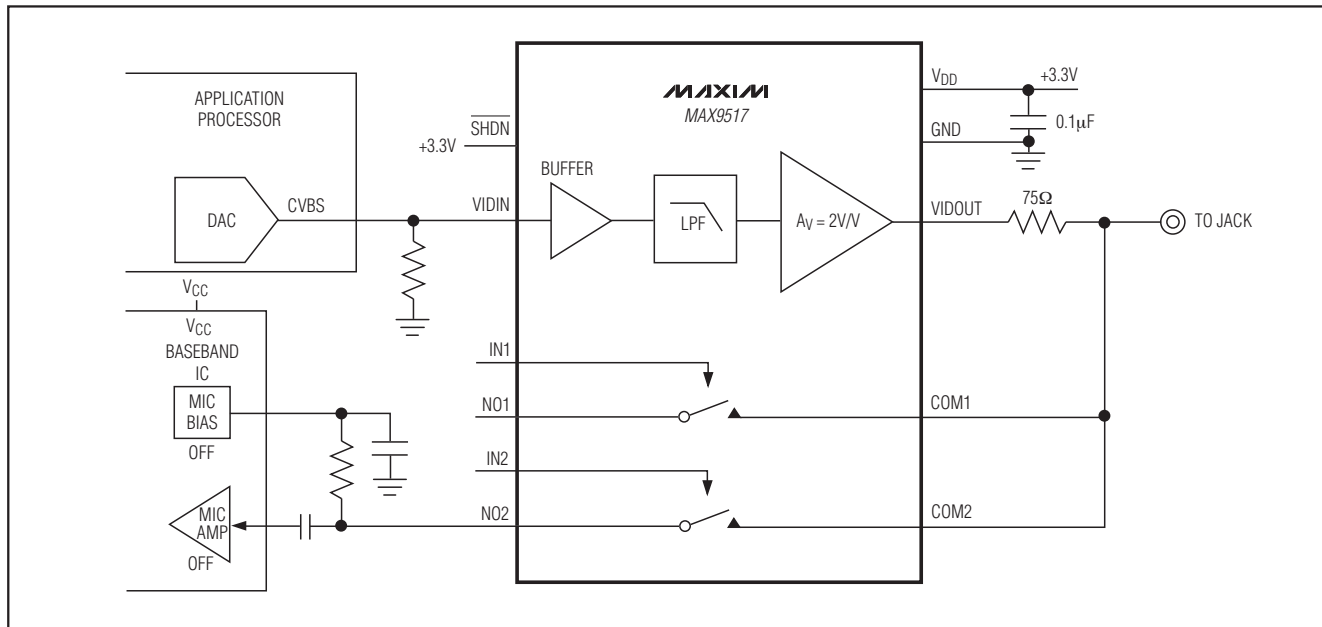 APPLICATION
PROCESSOR
DAC
CVBS
VCC
VCC
BASEBAND
IC
MIC
BIAS
OFF
MIC
AMP
OFF
MAXIM
MAX9517
SHDN
+3.3V
BUFFER
VIDIN
LPF
AV = 2V/V
IN1
NO1
IN2
NO2
VDD
+3.3V
0.1µF
GND
75Ω
VIDOUT
TO JACK
COM1
COM2